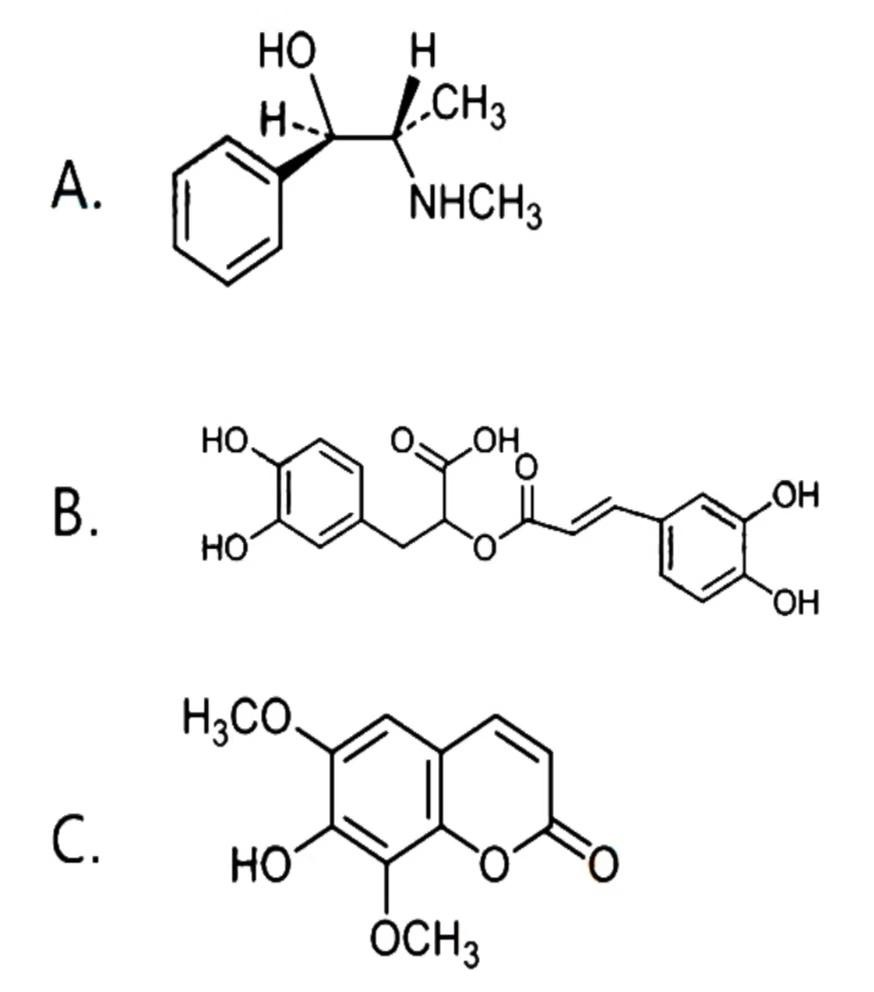 HO H
H CH₃
A.
NHCH₃
HO O OH
O
OH
B.
HO O
OH
H₃CO
C.
HO O O
OCH₃